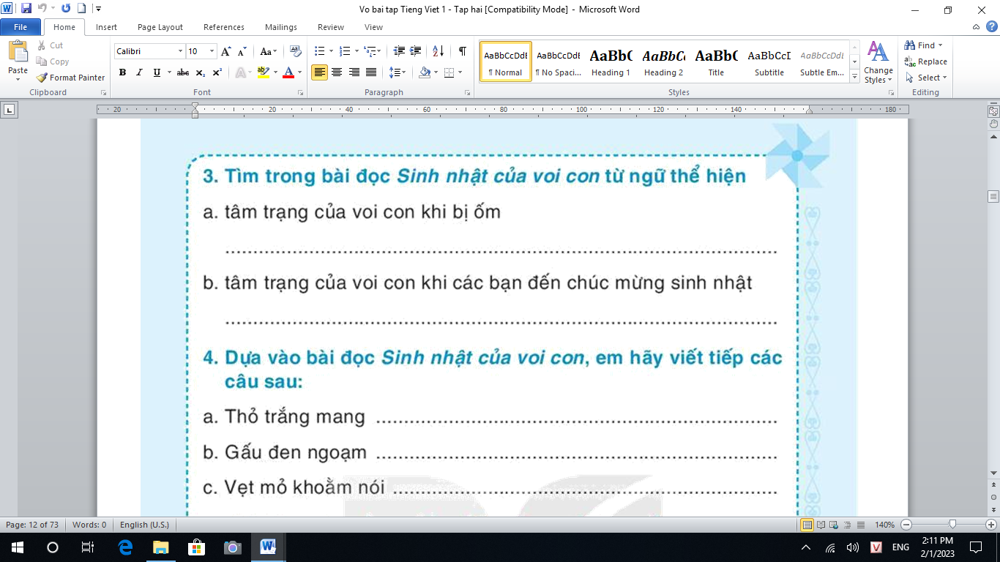 Vo bai tap Tieng Viet 1 - Tap hai [Compatibility Mode] - Microsoft Word
File Home Insert Page Layout References Mailings Review View
Paste
Cut
Copy
Format Painter
Clipboard
Calibri 10
Font
Paragraph
AaBbCcDdE AaBbCcDdE AaBbC AaBbC AaBbC AaBbCcD AaBbCcDdE
¶ Normal ¶ No Spaci... Heading 1 Heading 2 Title Subtitle Subtle Em...
Styles
Change Styles
Find
Replace
Select
Editing
20 20 40 60 80 100 120 140 180
3. Tìm trong bài đọc Sinh nhật của voi con từ ngữ thể hiện
a. tâm trạng của voi con khi bị ốm
b. tâm trạng của voi con khi các bạn đến chúc mừng sinh nhật
4. Dựa vào bài đọc Sinh nhật của voi con, em hãy viết tiếp các
câu sau:
a. Thỏ trắng mang
b. Gấu đen ngoạm
c. Vẹt mỏ khoằm nói
Page: 12 of 73 Words: 0 English (U.S.) 140%
ENG
2:11 PM
2/1/2023